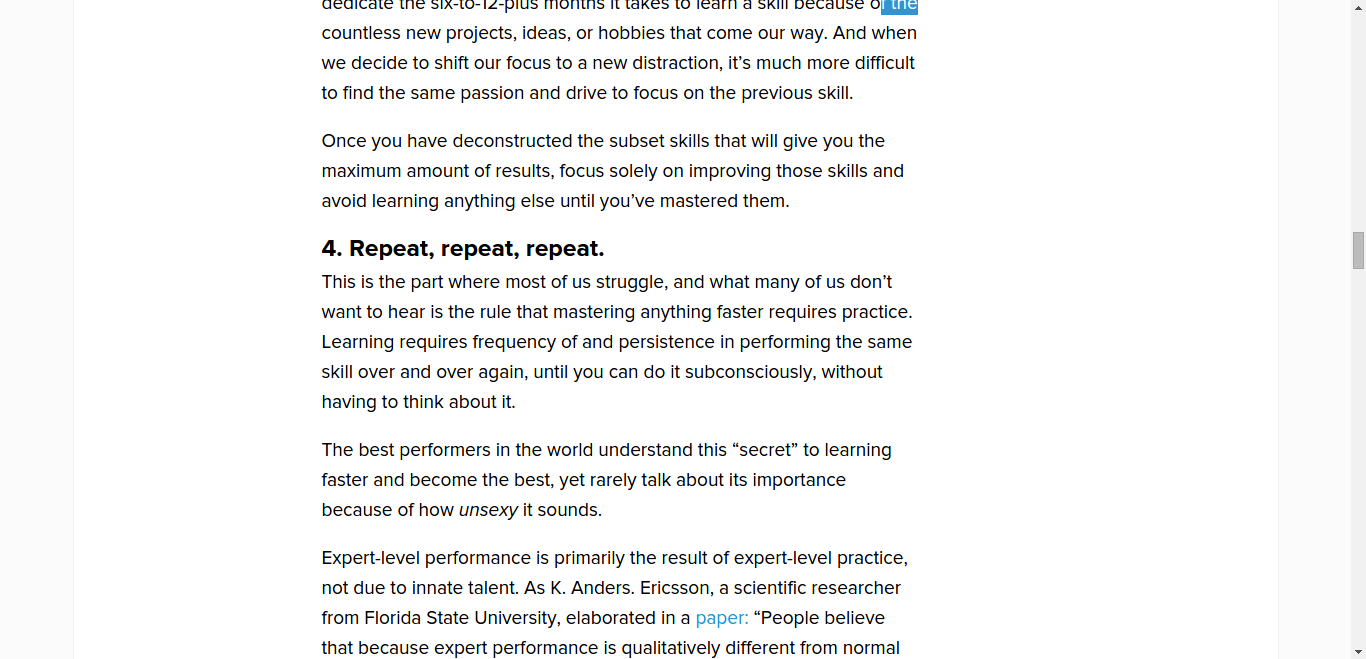 dedicate the six-to-12-plus months it takes to learn a skill because of the
countless new projects, ideas, or hobbies that come our way. And when
we decide to shift our focus to a new distraction, it’s much more difficult
to find the same passion and drive to focus on the previous skill.
Once you have deconstructed the subset skills that will give you the
maximum amount of results, focus solely on improving those skills and
avoid learning anything else until you’ve mastered them.
4. Repeat, repeat, repeat.
This is the part where most of us struggle, and what many of us don’t
want to hear is the rule that mastering anything faster requires practice.
Learning requires frequency of and persistence in performing the same
skill over and over again, until you can do it subconsciously, without
having to think about it.
The best performers in the world understand this “secret” to learning
faster and become the best, yet rarely talk about its importance
because of how unsexy it sounds.
Expert-level performance is primarily the result of expert-level practice,
not due to innate talent. As K. Anders. Ericsson, a scientific researcher
from Florida State University, elaborated in a paper: “People believe
that because expert performance is qualitatively different from normal